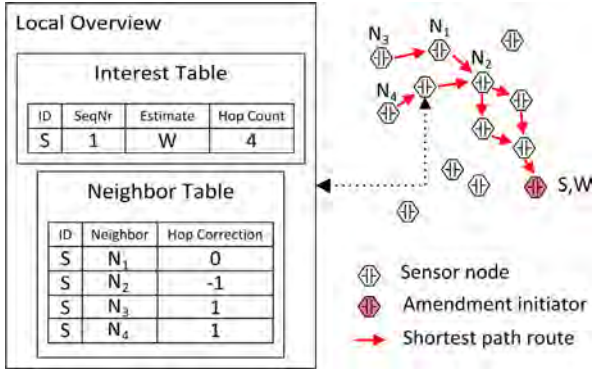 Local Overview
Interest Table
ID SeqNr Estimate Hop Count
S 1 W 4
Neighbor Table
ID Neighbor Hop Correction
S N₁ 0
S N₂ -1
S N₃ 1
S N₄ 1
N₃ N₁
N₂
N₄
S,W
Sensor node
Amendment initiator
Shortest path route